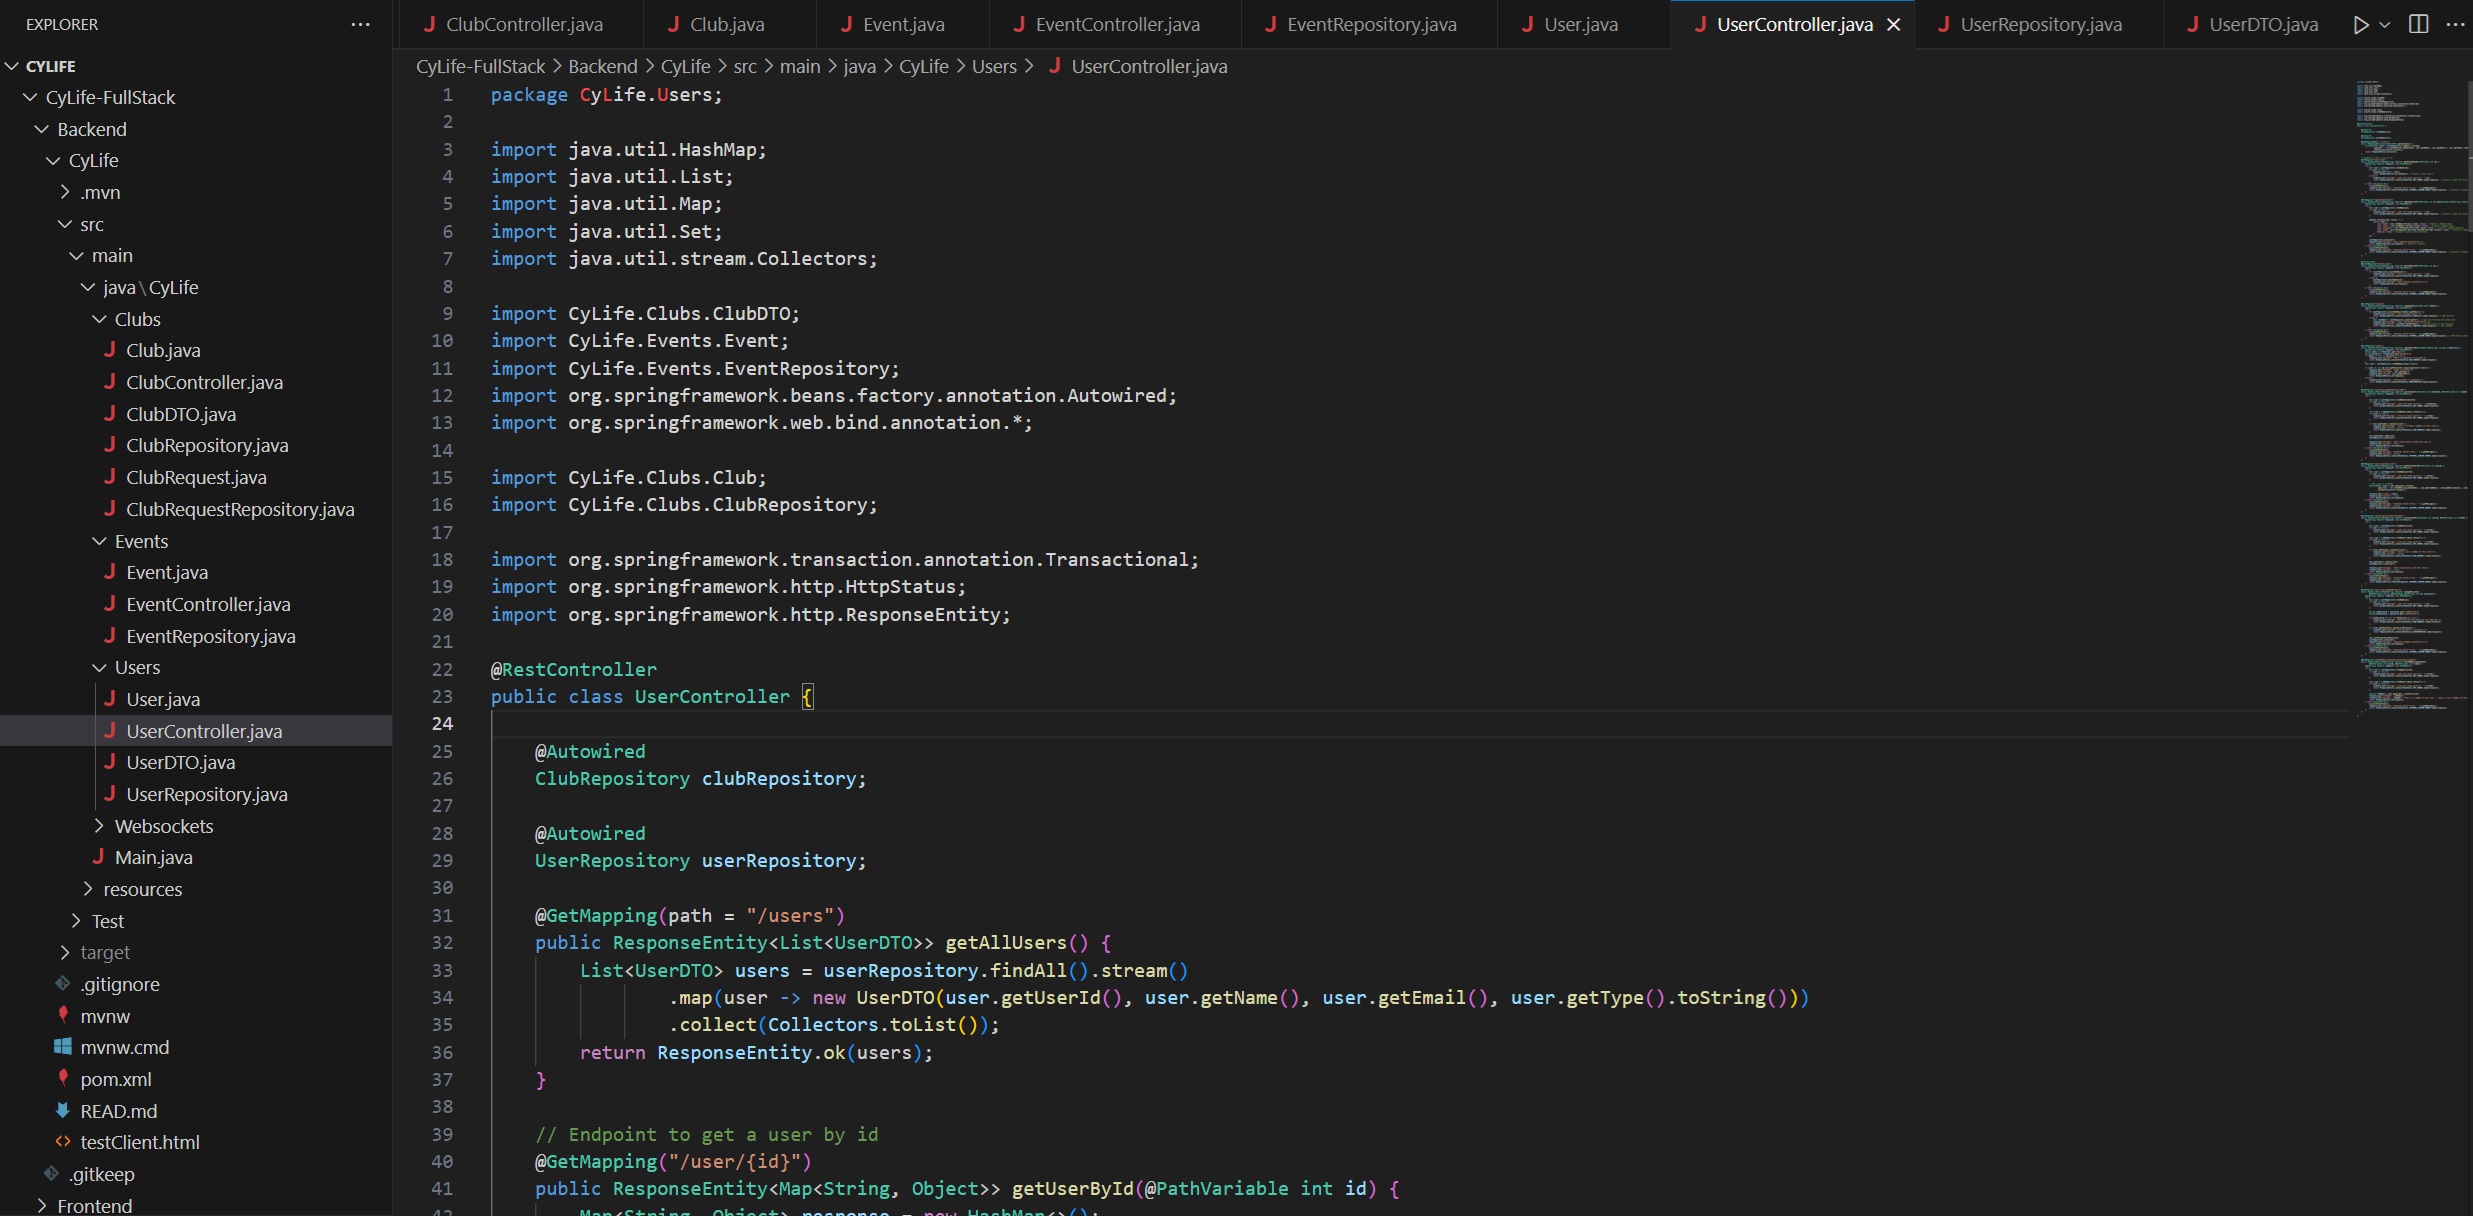 EXPLORER
CYLIFE
CyLife-FullStack
Backend
CyLife
.mvn
src
main
java\CyLife
Clubs
Club.java
ClubController.java
ClubDTO.java
ClubRepository.java
ClubRequest.java
ClubRequestRepository.java
Events
Event.java
EventController.java
EventRepository.java
Users
User.java
UserController.java
UserDTO.java
UserRepository.java
Websockets
Main.java
resources
Test
target
.gitignore
mvnw
mvnw.cmd
pom.xml
READ.md
testClient.html
.gitkeep
Frontend
ClubController.java Club.java Event.java EventController.java EventRepository.java User.java UserController.java UserRepository.java UserDTO.java
CyLife-FullStack > Backend > CyLife > src > main > java > CyLife > Users > UserController.java
1 package CyLife.Users;
2
3 import java.util.HashMap;
4 import java.util.List;
5 import java.util.Map;
6 import java.util.Set;
7 import java.util.stream.Collectors;
8
9 import CyLife.Clubs.ClubDTO;
10 import CyLife.Events.Event;
11 import CyLife.Events.EventRepository;
12 import org.springframework.beans.factory.annotation.Autowired;
13 import org.springframework.web.bind.annotation.*;
14
15 import CyLife.Clubs.Club;
16 import CyLife.Clubs.ClubRepository;
17
18 import org.springframework.transaction.annotation.Transactional;
19 import org.springframework.http.HttpStatus;
20 import org.springframework.http.ResponseEntity;
21
22 @RestController
23 public class UserController {
24
25 @Autowired
26 ClubRepository clubRepository;
27
28 @Autowired
29 UserRepository userRepository;
30
31 @GetMapping(path = "/users")
32 public ResponseEntity<List<UserDTO>> getAllUsers() {
33 List<UserDTO> users = userRepository.findAll().stream()
34 .map(user -> new UserDTO(user.getUserId(), user.getName(), user.getEmail(), user.getType().toString()))
35 .collect(Collectors.toList());
36 return ResponseEntity.ok(users);
37 }
38
39 // Endpoint to get a user by id
40 @GetMapping("/user/{id}")
41 public ResponseEntity<Map<String, Object>> getUserById(@PathVariable int id) {
42 Map<String, Object> response = new HashMap<>();